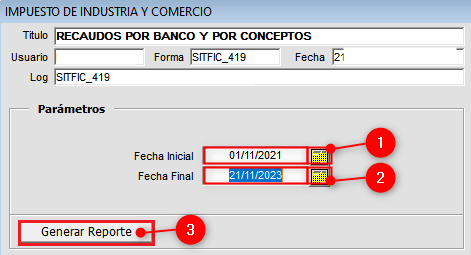 IMPUESTO DE INDUSTRIA Y COMERCIO
Título RECAUDOS POR BANCO Y POR CONCEPTOS
Usuario Forma SITFIC_419 Fecha 21
Log SITFIC_419
Parámetros
Fecha Inicial 01/11/2021 1
Fecha Final 21/11/2023 2
Generar Reporte 3